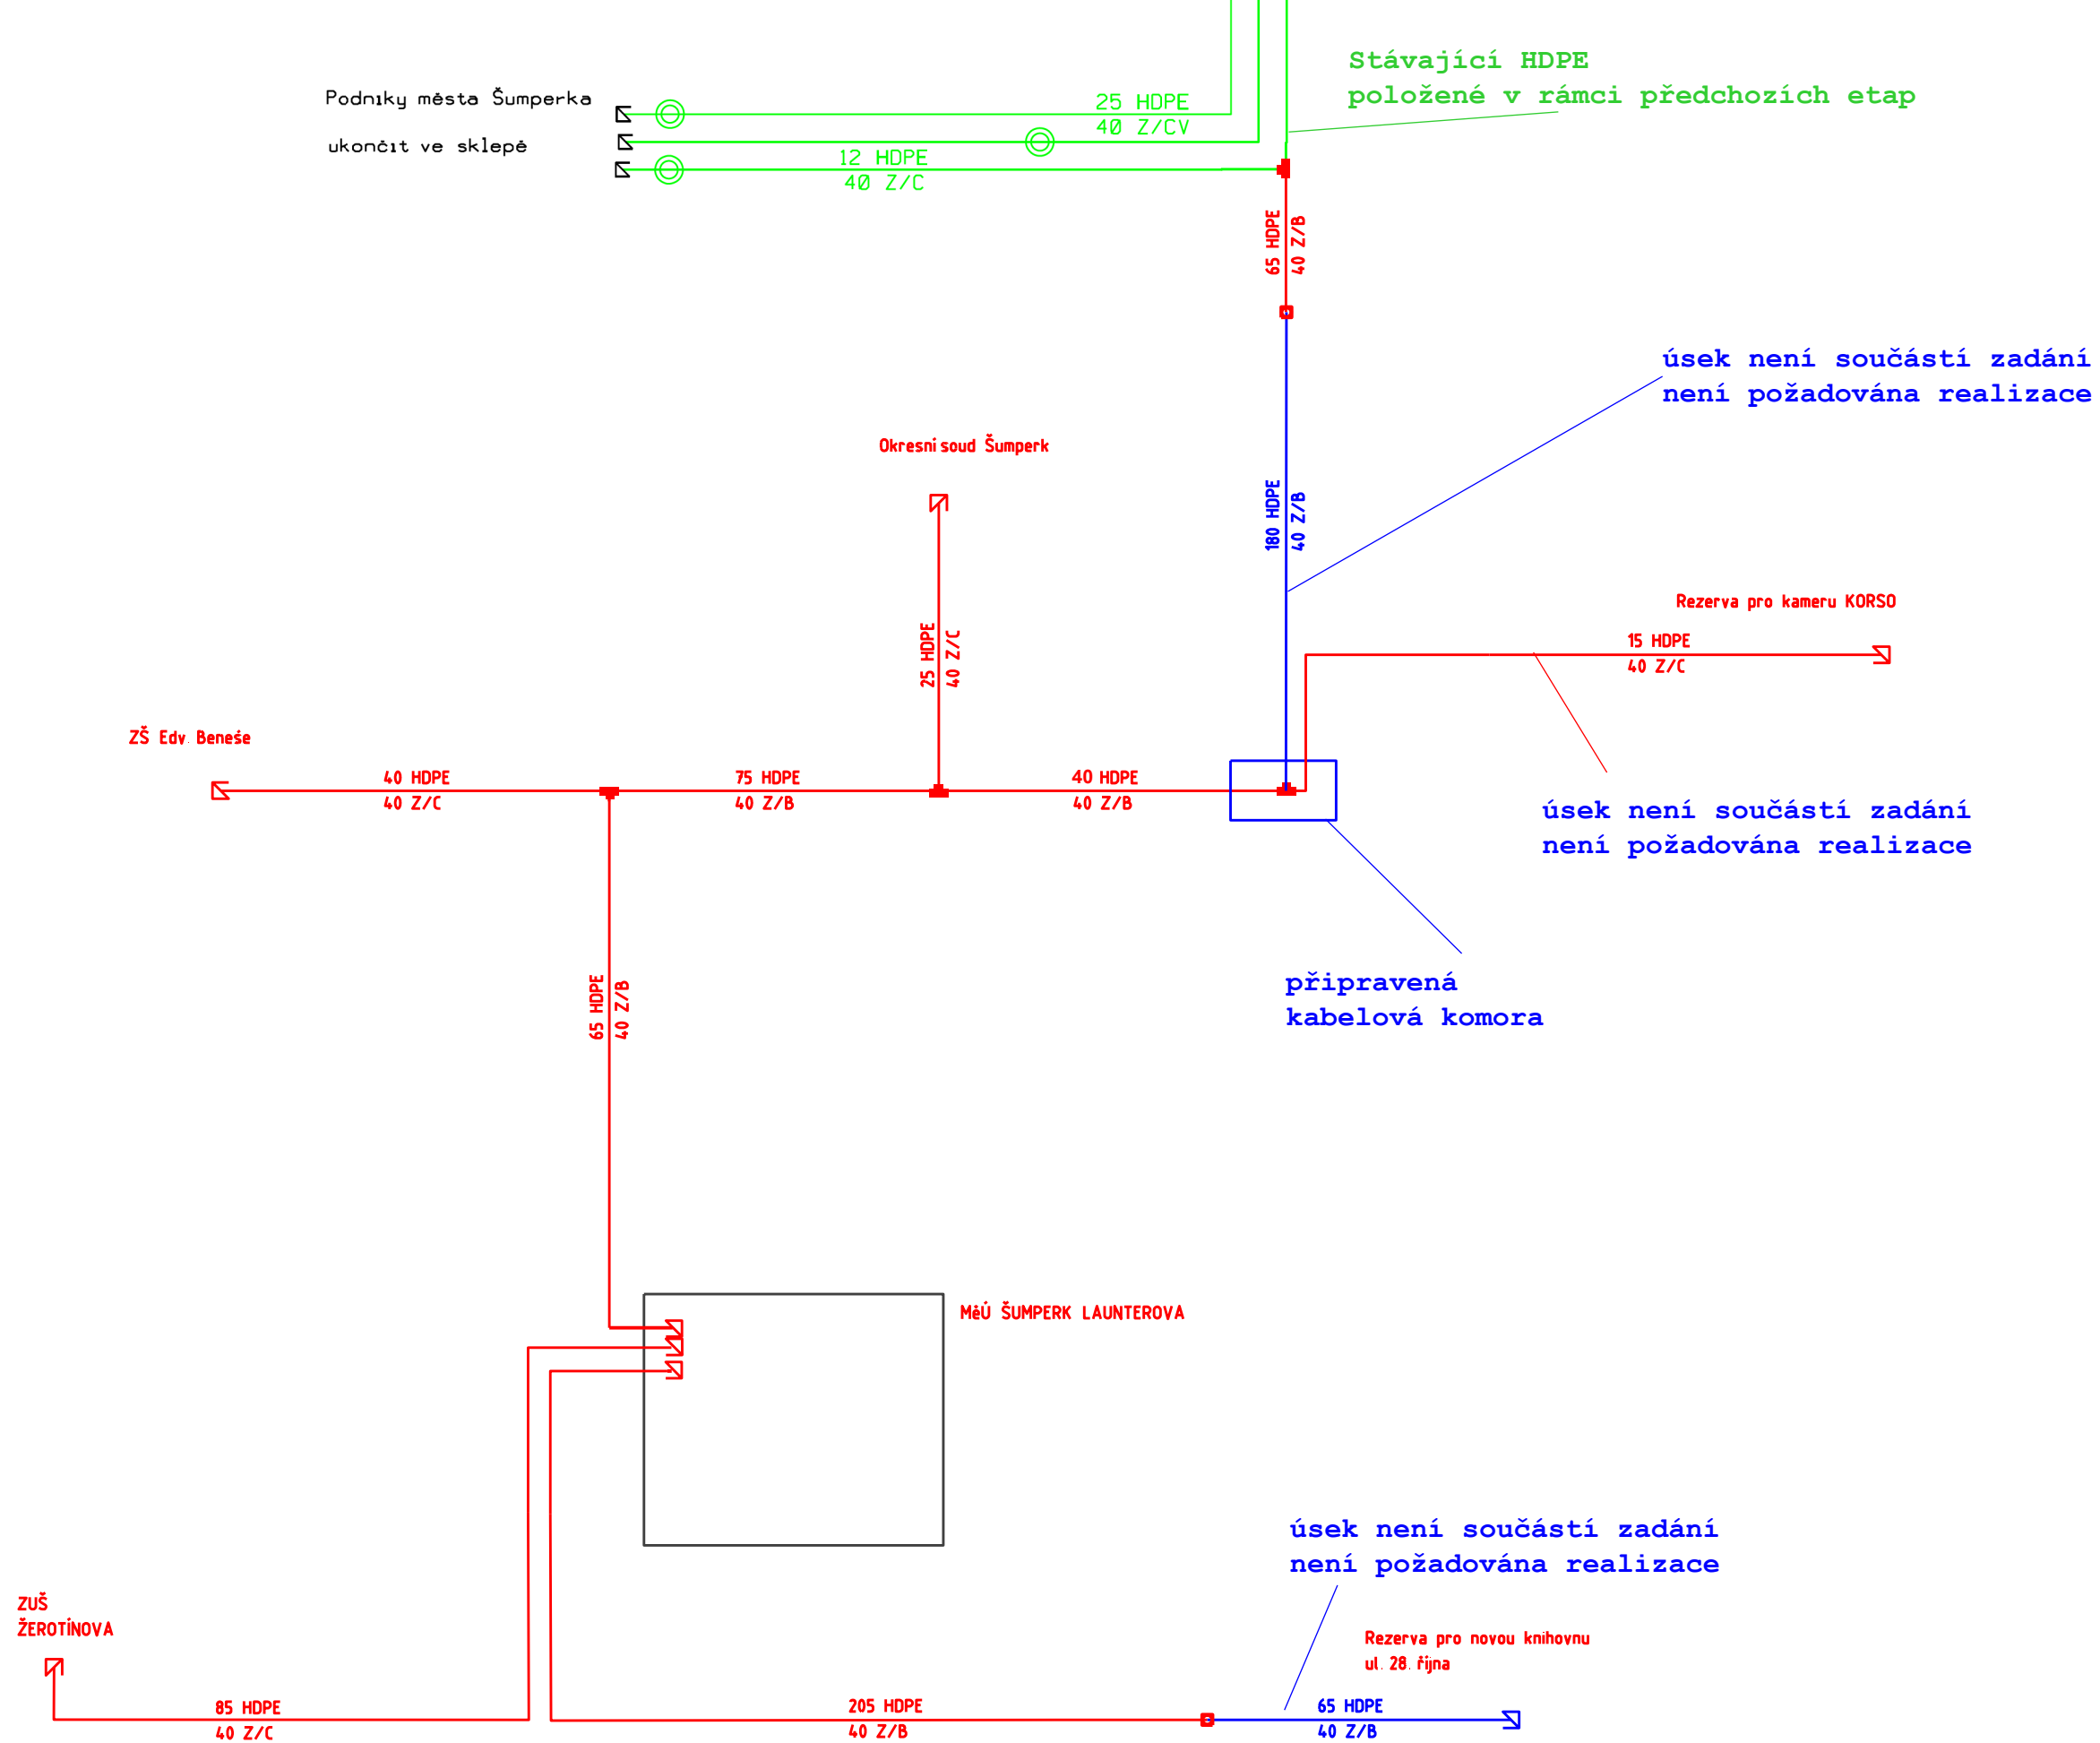 Stávající HDPE
položené v rámci předchozích etap
Podniky města Šumperka
ukončit ve sklepě
25 HDPE
40 Z/CV
12 HDPE
40 Z/C
65 HDPE
40 Z/B
úsek není součástí zadání
není požadována realizace
Okresní soud Šumperk
180 HDPE
40 Z/B
Rezerva pro kameru KORSO
15 HDPE
40 Z/C
25 HDPE
40 Z/C
ZŠ Edv. Beneše
40 HDPE
40 Z/C
75 HDPE
40 Z/B
40 HDPE
40 Z/B
úsek není součástí zadání
není požadována realizace
připravená
kabelová komora
65 HDPE
40 Z/B
MěÚ ŠUMPERK LAUNTEROVA
úsek není součástí zadání
není požadována realizace
ZUŠ
ŽEROTÍNOVA
Rezerva pro novou knihovnu
ul. 28. října
85 HDPE
40 Z/C
205 HDPE
40 Z/B
65 HDPE
40 Z/B